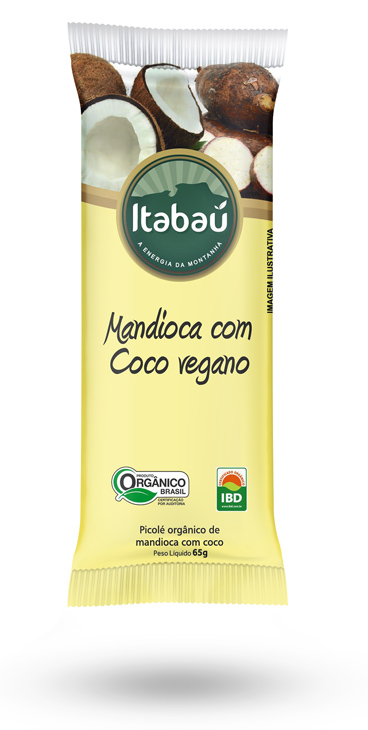 Itabaú
A ENERGIA DA MONTANHA
IMAGEM ILUSTRATIVA
Mandioca com
Coco vegano
PRODUTO
ORGÂNICO
BRASIL
CERTIFICAÇÃO
POR AUDITORIA
IBD
Picolé orgânico de
mandioca com coco
Peso Líquido 65g